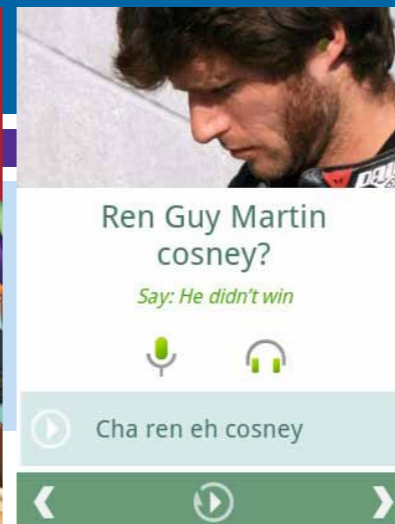 Ren Guy Martin
cosney?
Say: He didn't win
Cha ren eh cosney